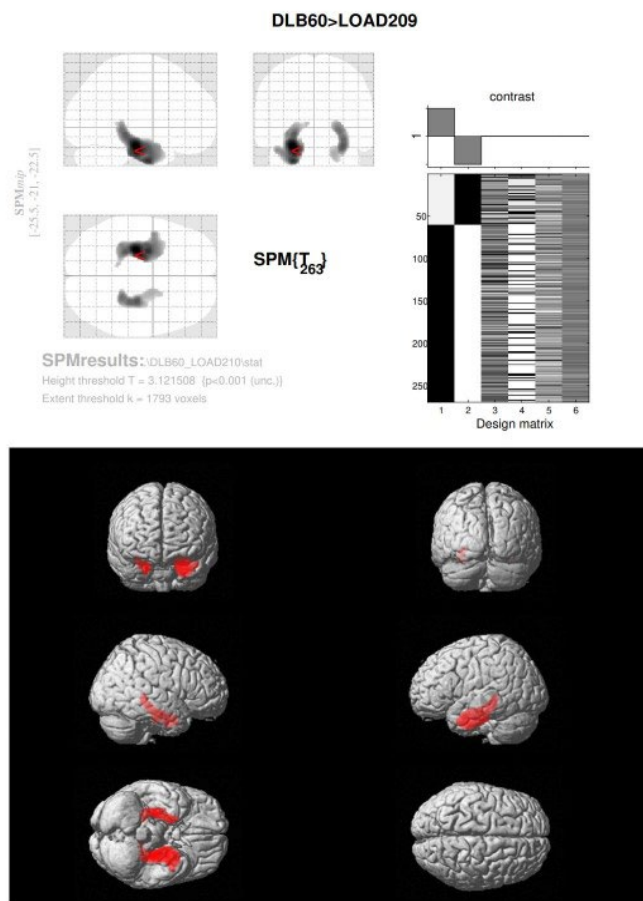 DLB60>LOAD209
contrast
1
SPMmip
[-25.5, -21, -22.5]
<
<
<
SPM{T263}
50
100
150
200
250
1 2 3 4 5 6
Design matrix
SPMresults: .\DLB60_LOAD210\stat
Height threshold T = 3.121508 {p<0.001 (unc.)}
Extent threshold k = 1793 voxels